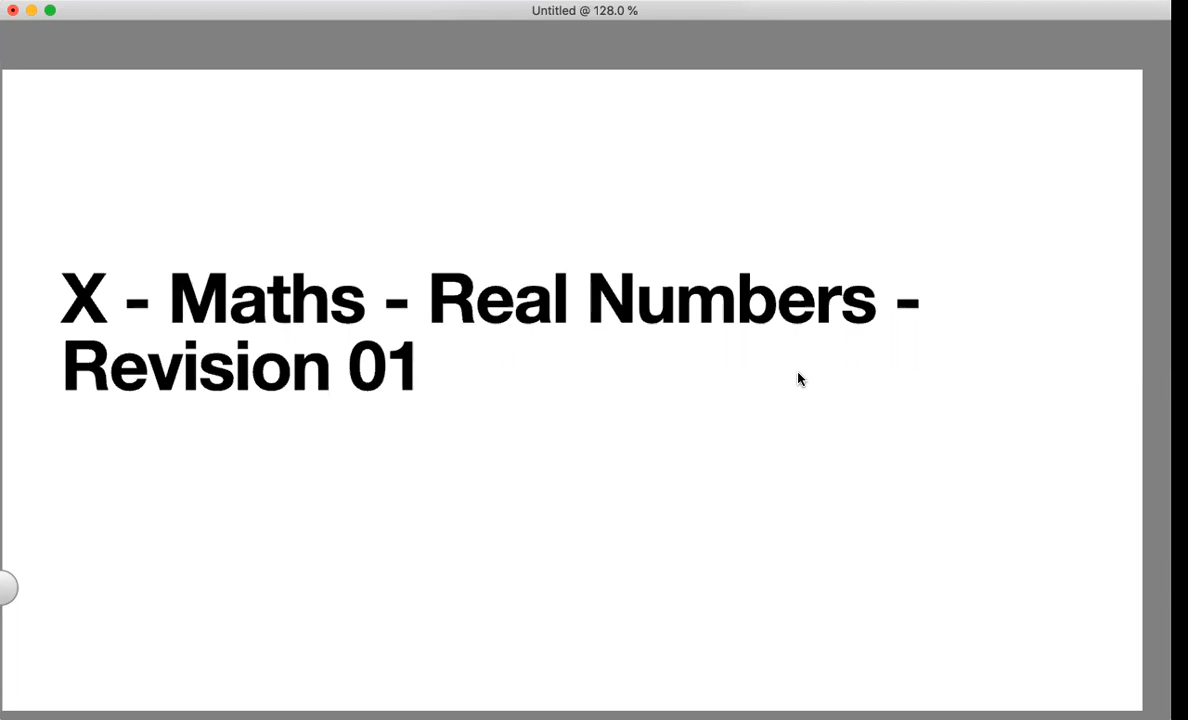 Untitled @ 128.0 %
X - Maths - Real Numbers -
Revision 01